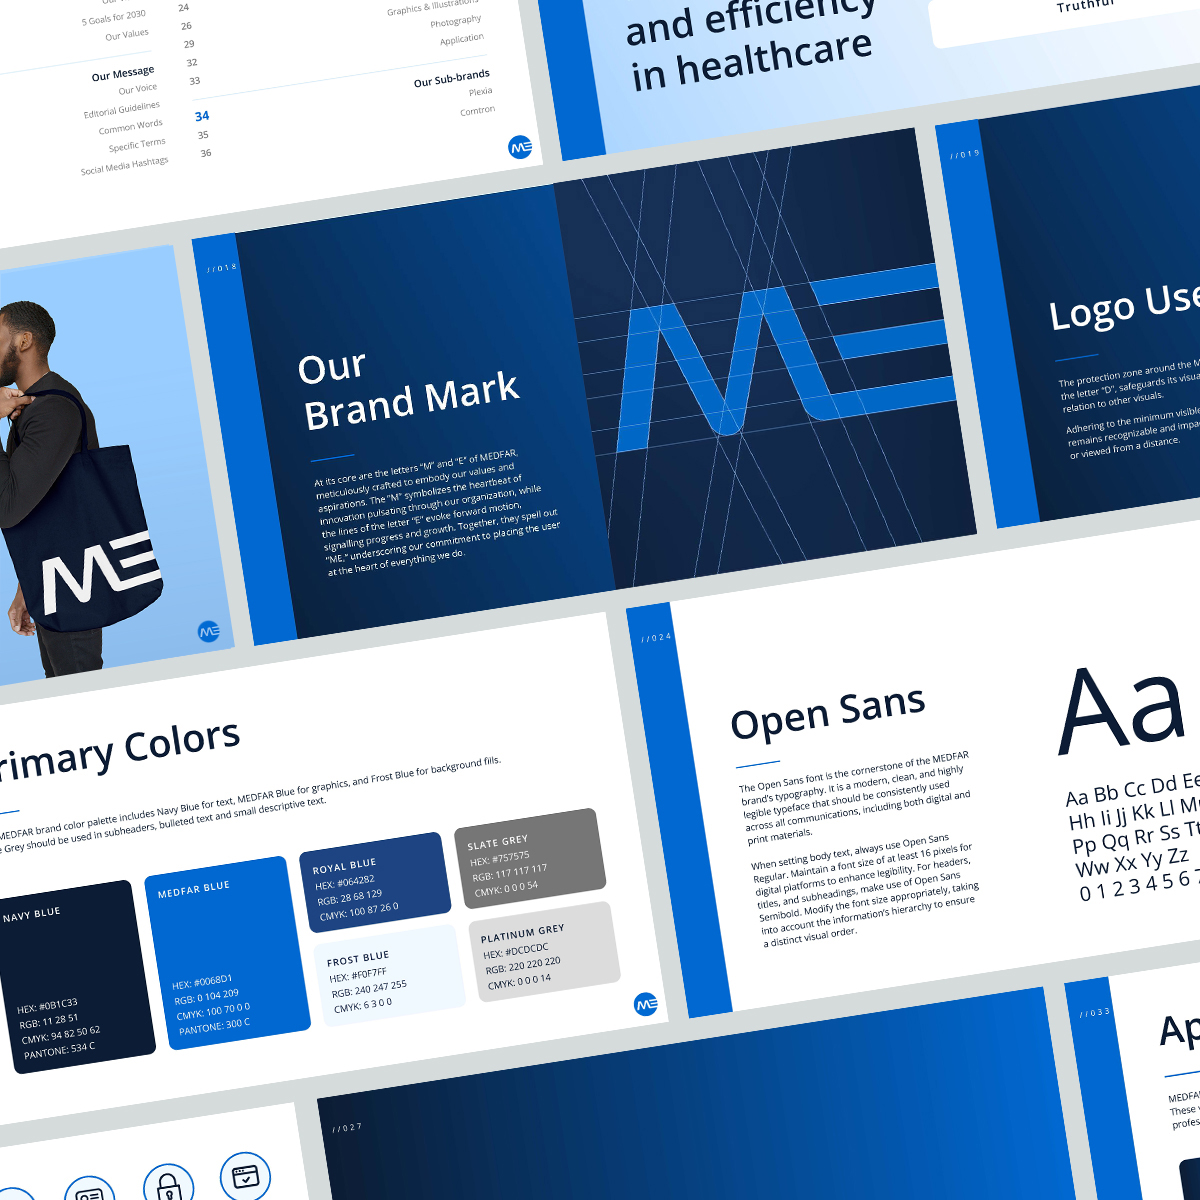 5 Goals for 2030
Our Values
Our Message
Our Voice
Editorial Guidelines
Common Words
Specific Terms
Social Media Hashtags
24
26
29
32
33
34
35
36
Graphics & Illustrations
Photography
Application
Our Sub-brands
Plexia
Comtron
ME
and efficiency
in healthcare
Truthful
ME
ME
//018
Our
Brand Mark
At its core are the letters "M" and "E" of MEDFAR,
meticulously crafted to embody our values and
aspirations. The "M" symbolizes the heartbeat of
innovation pulsating through our organization, while
the lines of the letter "E" evoke forward motion,
signalling progress and growth. Together, they spell out
"ME," underscoring our commitment to placing the user
at the heart of everything we do.
ME
//019
Logo Use
The protection zone around the M
the letter "D", safeguards its visua
relation to other visuals.
Adhering to the minimum visible
remains recognizable and impa
or viewed from a distance.
rimary Colors
MEDFAR brand color palette includes Navy Blue for text, MEDFAR Blue for graphics, and Frost Blue for background fills.
e Grey should be used in subheaders, bulleted text and small descriptive text.
NAVY BLUE
HEX: #0B1C33
RGB: 11 28 51
CMYK: 94 82 50 62
PANTONE: 534 C
MEDFAR BLUE
HEX: #0068D1
RGB: 0 104 209
CMYK: 100 70 0 0
PANTONE: 300 C
ROYAL BLUE
HEX: #064282
RGB: 28 68 129
CMYK: 100 87 26 0
FROST BLUE
HEX: #F0F7FF
RGB: 240 247 255
CMYK: 6 3 0 0
SLATE GREY
HEX: #757575
RGB: 117 117 117
CMYK: 0 0 0 54
PLATINUM GREY
HEX: #DCDCDC
RGB: 220 220 220
CMYK: 0 0 0 14
ME
//024
Open Sans
The Open Sans font is the cornerstone of the MEDFAR
brand's typography. It is a modern, clean, and highly
legible typeface that should be consistently used
across all communications, including both digital and
print materials.
When setting body text, always use Open Sans
Regular. Maintain a font size of at least 16 pixels for
digital platforms to enhance legibility. For headers,
titles, and subheadings, make use of Open Sans
Semibold. Modify the font size appropriately, taking
into account the information's hierarchy to ensure
a distinct visual order.
Aa
Aa Bb Cc Dd Ee
Hh Ii Jj Kk Ll M
Pp Qq Rr Ss Tt
Ww Xx Yy Zz
0 1 2 3 4 5 6 7
//027
//033
Ap
MEDFA
These
profes